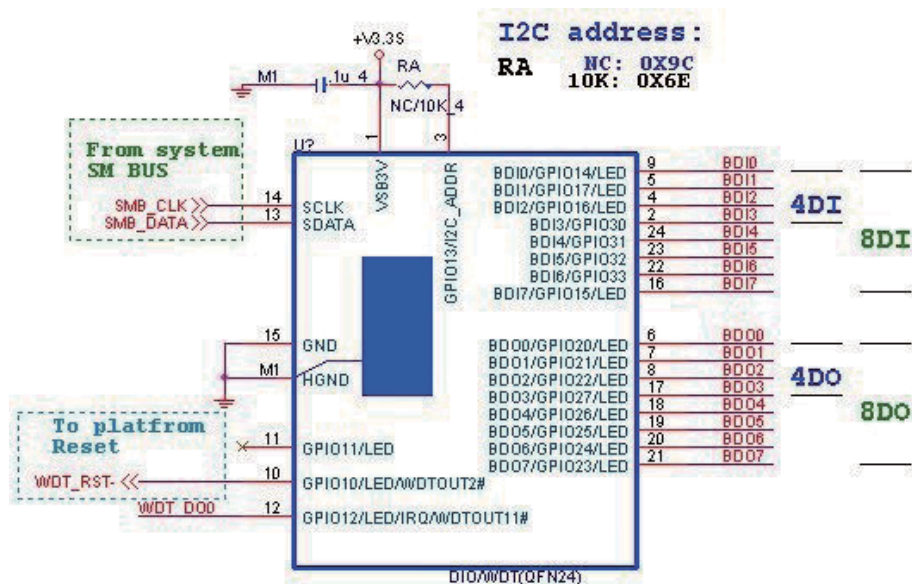 I2C address:
RA NC: 0X9C
10K: 0X6E
+V3.3S
M1 1u_4 RA
NC/10K_4
1 3
U?
From system
SM BUS
SMB_CLK 14 SCLK
SMB_DATA 13 SDATA
VSB3V
GPIO13/I2C_ADDR
BDI0/GPIO14/LED 9 BDI0
BDI1/GPIO17/LED 5 BDI1
BDI2/GPIO16/LED 4 BDI2
BDI3/GPIO30 2 BDI3
BDI4/GPIO31 24 BDI4
BDI5/GPIO32 23 BDI5
BDI6/GPIO33 22 BDI6
BDI7/GPIO15/LED 16 BDI7
4DI
8DI
15 GND
M1 HGND
BDO0/GPIO20/LED 6 BDO0
BDO1/GPIO21/LED 7 BDO1
BDO2/GPIO22/LED 8 BDO2
BDO3/GPIO27/LED 17 BDO3
BDO4/GPIO26/LED 18 BDO4
BDO5/GPIO25/LED 19 BDO5
BDO6/GPIO24/LED 20 BDO6
BDO7/GPIO23/LED 21 BDO7
4DO
8DO
To platfrom
Reset
11 GPIO11/LED
WDT_RST- 10 GPIO10/LED/WDTOUT2#
WDT_DO0 12 GPIO12/LED/IRQ/WDTOUT11#
DIO/WDT(QFN24)